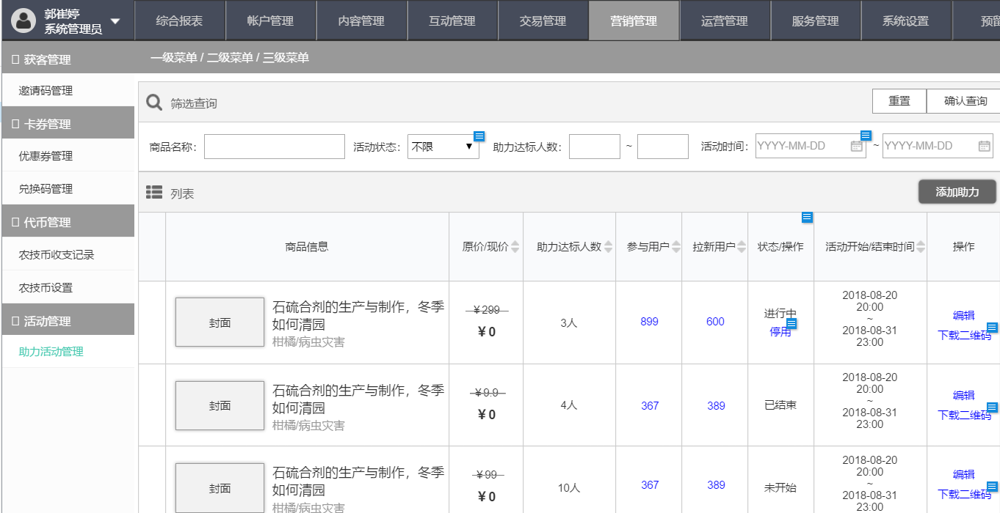 郭崔婷
系统管理员
综合报表 帐户管理 内容管理 互动管理 交易管理 营销管理 运营管理 服务管理 系统设置 预留
获客管理
一级菜单 / 二级菜单 / 三级菜单
邀请码管理
卡券管理
优惠券管理
兑换码管理
代币管理
农技币收支记录
农技币设置
活动管理
助力活动管理
筛选查询 重置 确认查询
商品名称: 活动状态: 不限 助力达标人数: ~ 活动时间: YYYY-MM-DD ~ YYYY-MM-DD
列表 添加助力
商品信息 原价/现价 助力达标人数 参与用户 拉新用户 状态/操作 活动开始/结束时间 操作
封面
石硫合剂的生产与制作，冬季
如何清园
柑橘/病虫灾害
¥299
¥0
3人
899
600
进行中
停用
2018-08-20
20:00
~
2018-08-31
23:00
编辑
下载二维码
封面
石硫合剂的生产与制作，冬季
如何清园
柑橘/病虫灾害
¥9.9
¥0
4人
367
389
已结束
2018-08-20
20:00
~
2018-08-31
23:00
编辑
下载二维码
封面
石硫合剂的生产与制作，冬季
如何清园
柑橘/病虫灾害
¥99
¥0
10人
367
389
未开始
2018-08-20
20:00
~
2018-08-31
23:00
编辑
下载二维码